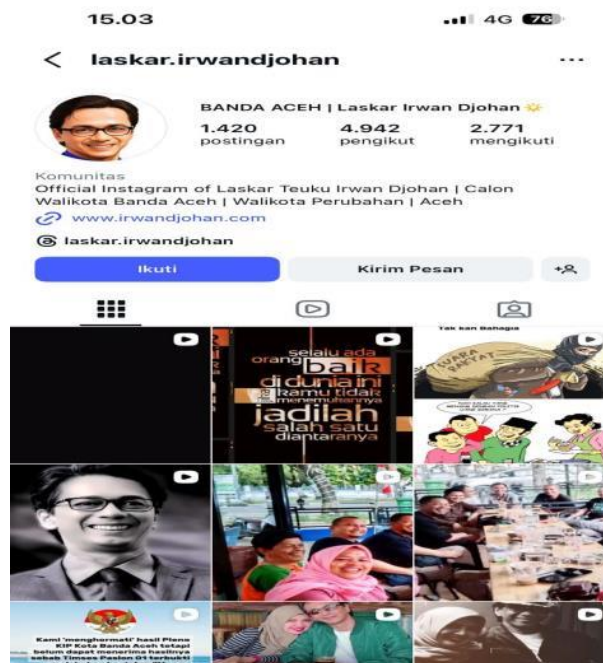 15.03
4G 76
laskar.irwandjohan
BANDA ACEH | Laskar Irwan Djohan
1.420 4.942 2.771
postingan pengikut mengikuti
Komunitas
Official Instagram of Laskar Teuku Irwan Djohan | Calon
Walikota Banda Aceh | Walikota Perubahan | Aceh
www.irwandjohan.com
laskar.irwandjohan
Ikuti
Kirim Pesan
selalu ada
orang baik
di dunia ini
jika kamu tidak
menemukannya
jadilah
salah satu
diantaranya
Tak kan Bahagia
SUARA
RAKYAT
Kami 'menghormati' hasil Pleno
KIP Kota Banda Aceh tetapi
belum dapat menerima hasilnya
sebab Timses Paslon 01 terbukti